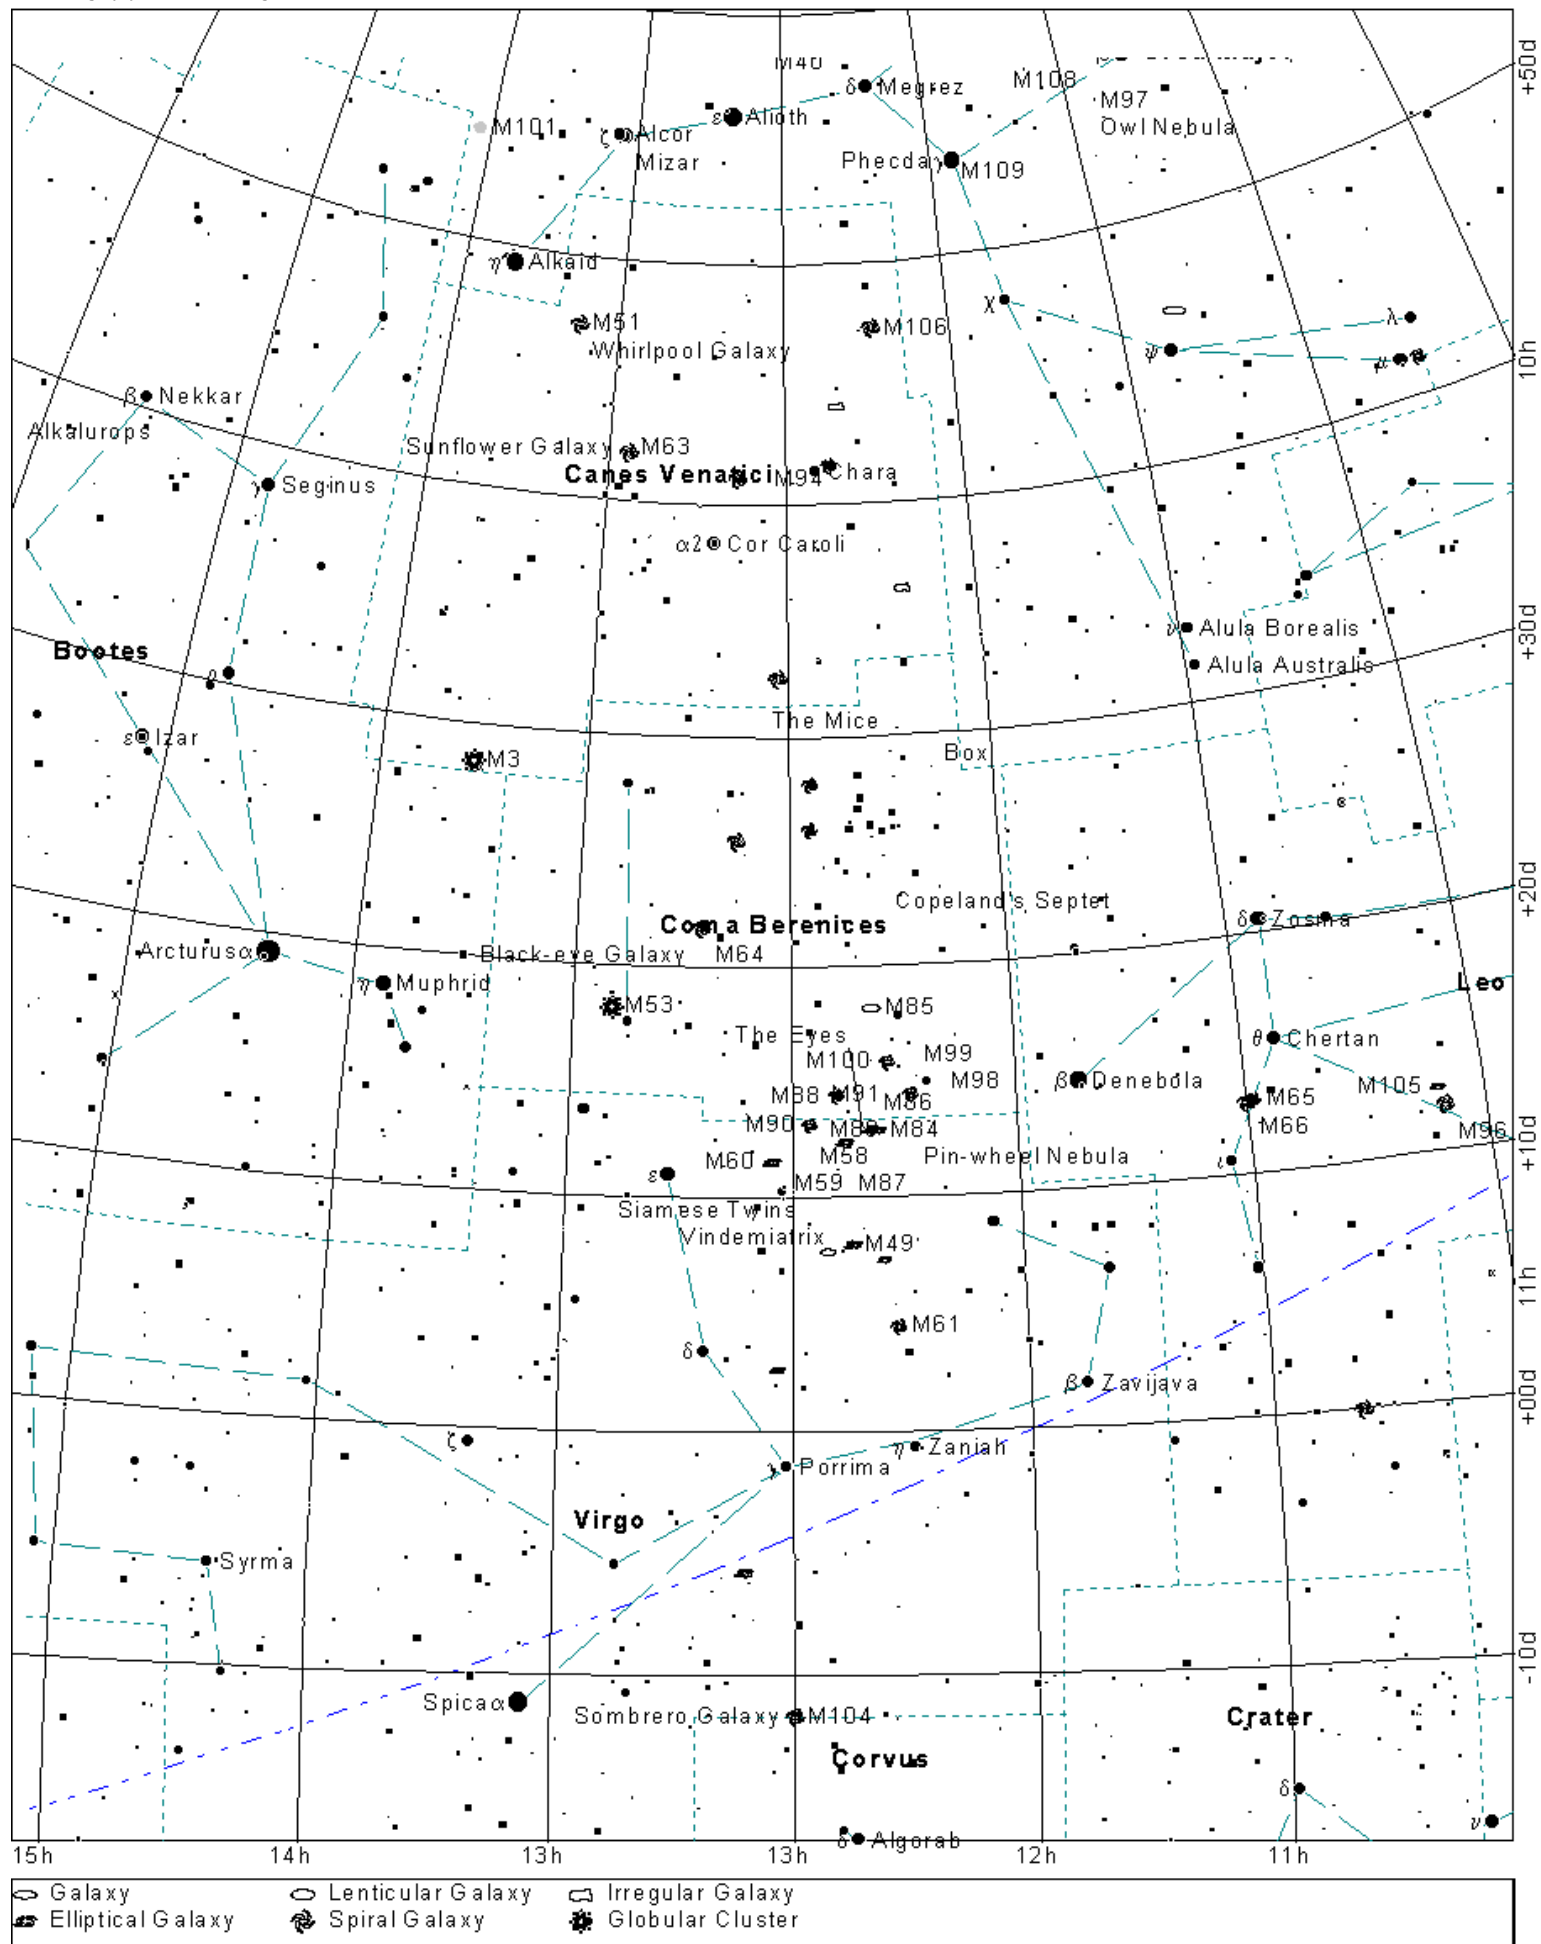 M40
δ Megrez
M108
+50d
M97
Owl Nebula
M101
ζ Alcor
Mizar
ε Alioth
Phecda γ
M109
η Alkaid
χ
M51
Whirlpool Galaxy
M106
λ
ψ
μ
10h
β Nekkar
Alkalurops
Sunflower Galaxy M63
Canes Venatici
M94
Chara
γ Seginus
α2 Cor Caroli
ν Alula Borealis
+30d
Alula Australis
Bootes
ρ
ε Izar
The Mice
M3
Box
Copeland's Septet
+20d
Coma Berenices
δ Zosma
Arcturus α
Black-eye Galaxy M64
η Muphrid
Leo
M53
M85
The Eyes
θ Chertan
M100
M99
M98
β Denebola
M105
M88
M91
M86
M65
M66
M90
M84
M96
+10d
M58
Pin-wheel Nebula
M60
ε
M59
M87
ι
Siamese Twins
Vindemiatrix
M49
11h
M61
δ
β Zavijava
+00d
ζ
η Zaniah
γ Porrima
Virgo
Syrma
-10d
Spica α
Sombrero Galaxy M104
Crater
Corvus
δ
ν
δ Algorab
15h 14h 13h 13h 12h 11h
Galaxy Lenticular Galaxy Irregular Galaxy
Elliptical Galaxy Spiral Galaxy Globular Cluster